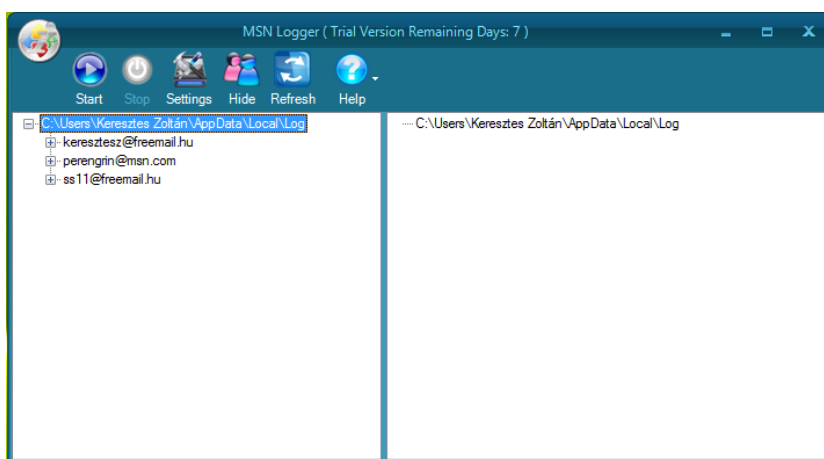 MSN Logger ( Trial Version Remaining Days: 7 )
Start Stop Settings Hide Refresh Help
C:\Users\Keresztes Zoltán\AppData\Local\Log
keresztesz@freemail.hu
perengrin@msn.com
ss11@freemail.hu
C:\Users\Keresztes Zoltán\AppData\Local\Log